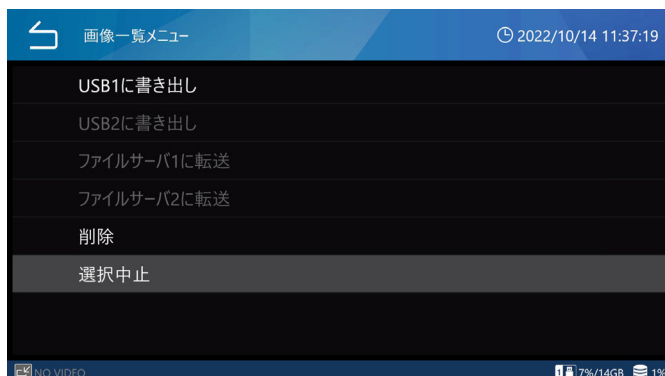 画像一覧メニュー
2022/10/14 11:37:19
USB1に書き出し
USB2に書き出し
ファイルサーバ1に転送
ファイルサーバ2に転送
削除
選択中止
NO VIDEO
1 7%/14GB 1%